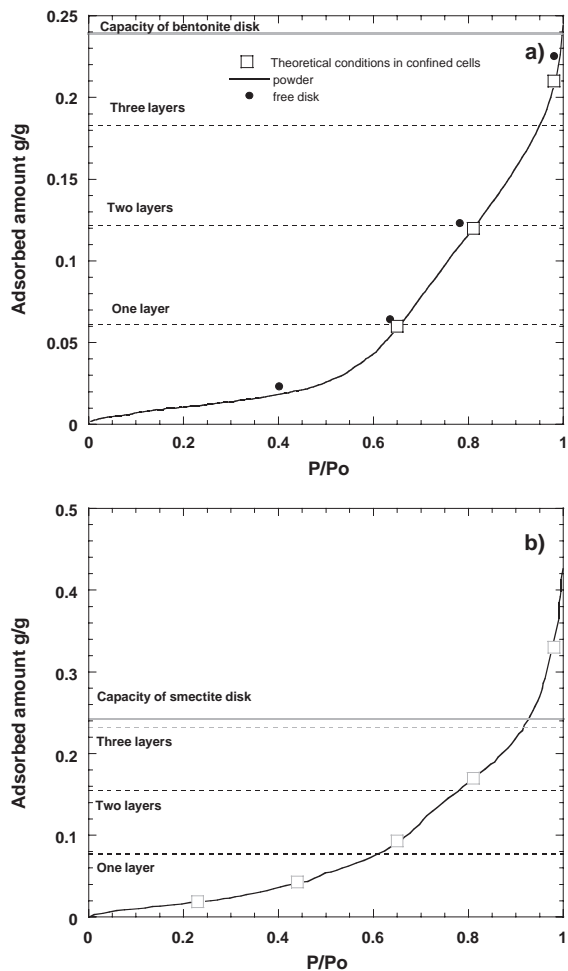 0.25
Capacity of bentonite disk
a)
Theoretical conditions in confined cells
powder
free disk
0.2
Three layers
0.15
Two layers
0.1
One layer
0.05
0
Adsorbed amount g/g
0 0.2 0.4 0.6 0.8 1
P/Po
0.5
b)
0.4
0.3
Capacity of smectite disk
Three layers
0.2
Two layers
0.1
One layer
0
Adsorbed amount g/g
0 0.2 0.4 0.6 0.8 1
P/Po